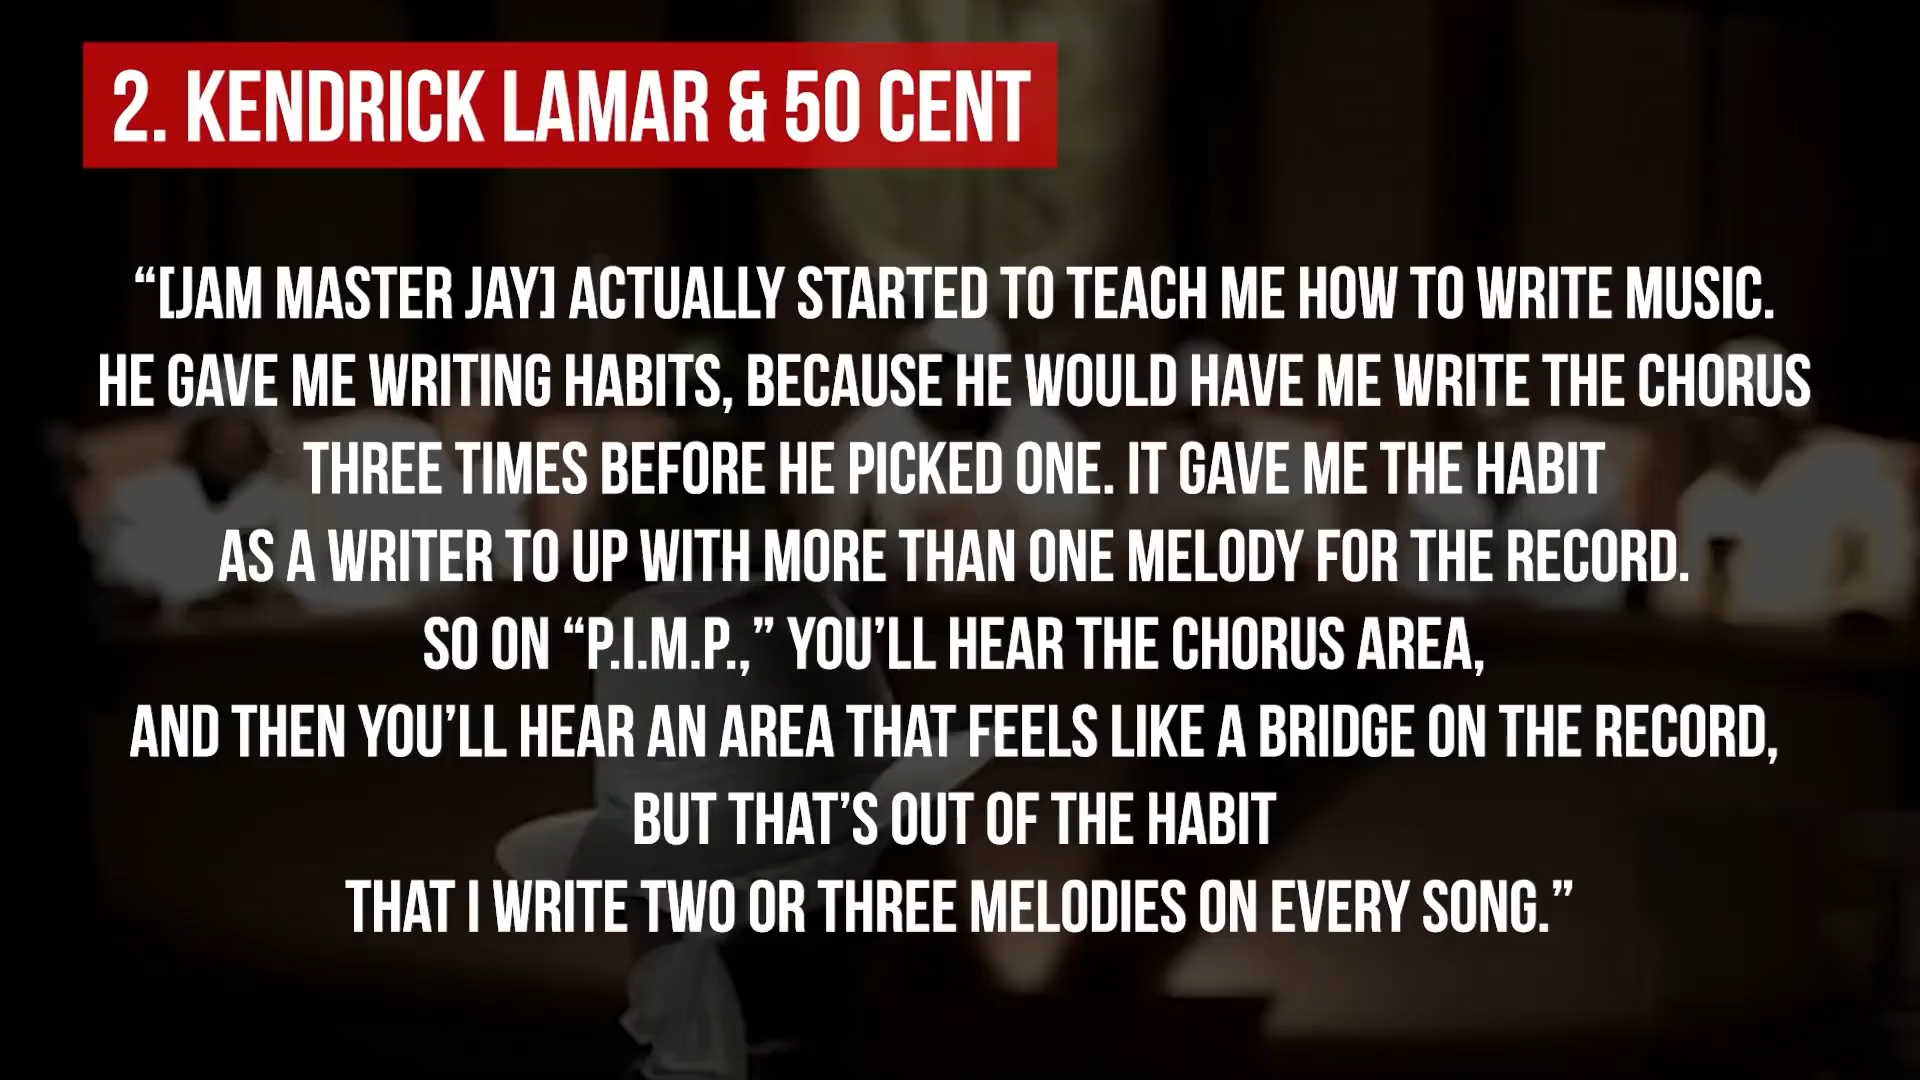 2. KENDRICK LAMAR & 50 CENT
“[JAM MASTER JAY] ACTUALLY STARTED TO TEACH ME HOW TO WRITE MUSIC.
HE GAVE ME WRITING HABITS, BECAUSE HE WOULD HAVE ME WRITE THE CHORUS
THREE TIMES BEFORE HE PICKED ONE. IT GAVE ME THE HABIT
AS A WRITER TO UP WITH MORE THAN ONE MELODY FOR THE RECORD.
SO ON “P.I.M.P.,” YOU’LL HEAR THE CHORUS AREA,
AND THEN YOU’LL HEAR AN AREA THAT FEELS LIKE A BRIDGE ON THE RECORD,
BUT THAT’S OUT OF THE HABIT
THAT I WRITE TWO OR THREE MELODIES ON EVERY SONG.”